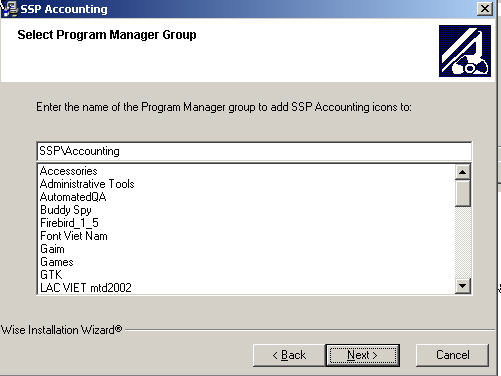 SSP Accounting
Select Program Manager Group
Enter the name of the Program Manager group to add SSP Accounting icons to:
SSP\Accounting
Accessories
Administrative Tools
AutomatedQA
Buddy Spy
Firebird_1_5
Font Viet Nam
Gaim
Games
GTK
LAC VIET mtd2002
Wise Installation Wizard®
< Back
Next >
Cancel